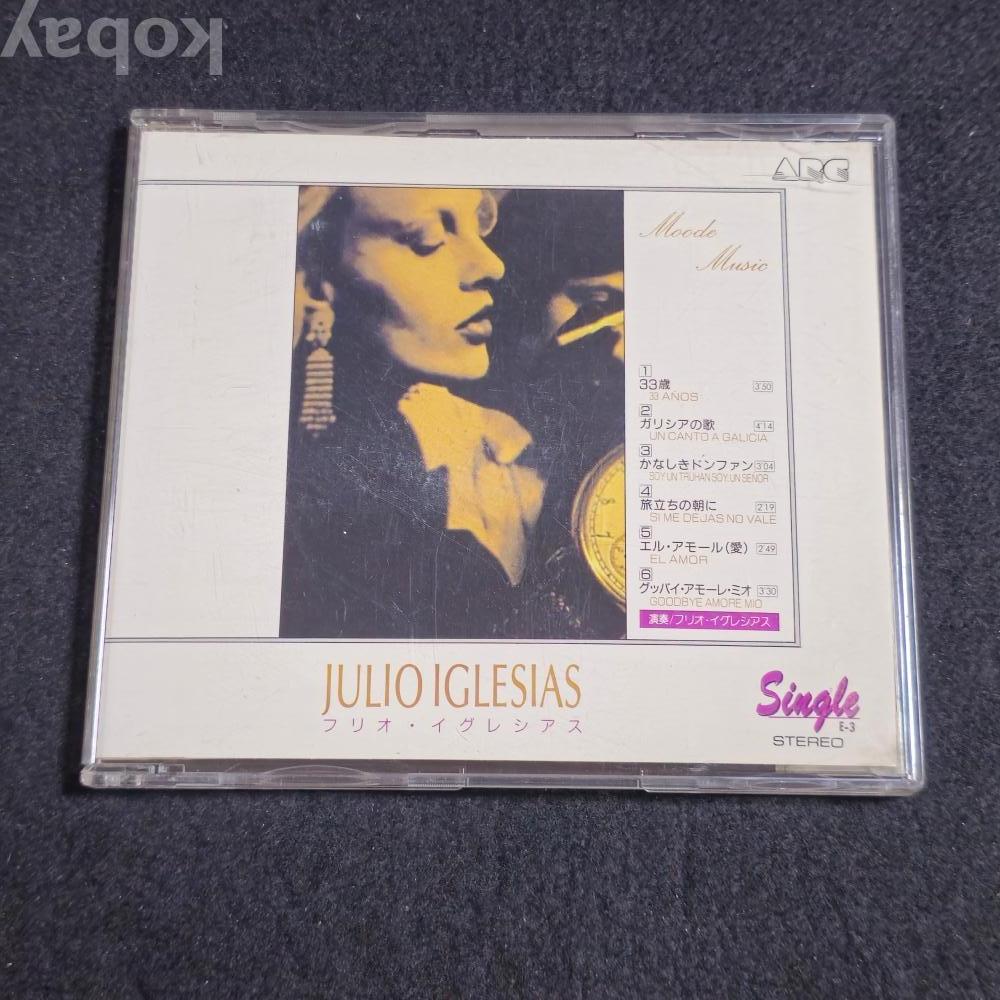 kobay
ARC
Moode
Music
1
33歳 3'50
33 AÑOS
2
ガリシアの歌 4'14
UN CANTO A GALICIA
3
かなしきドンファン 3'04
SOY UN TRUHAN SOY.UN SEÑOR
4
旅立ちの朝に 2'19
SI ME DEJAS NO VALE
5
エル・アモール(愛) 2'49
EL AMOR
6
グッバイ・アモーレ・ミオ 3'30
GOODBYE AMORE MIO
演奏/フリオ・イグレシアス
JULIO IGLESIAS
フリオ・イグレシアス
Single
E-3
STEREO